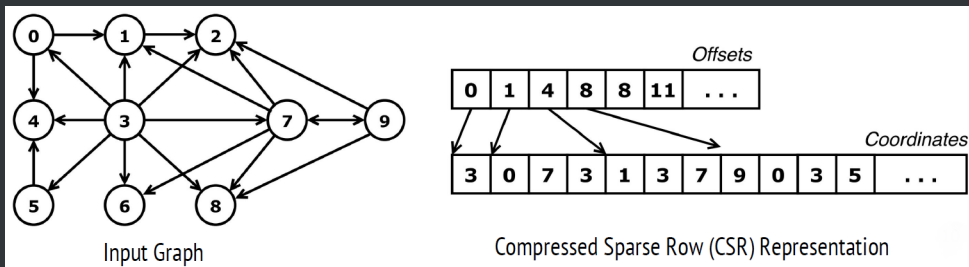 0 1 2
4 3 7 9
5 6 8
Input Graph
Offsets
0 1 4 8 8 11 ...
Coordinates
3 0 7 3 1 3 7 9 0 3 5 ...
Compressed Sparse Row (CSR) Representation